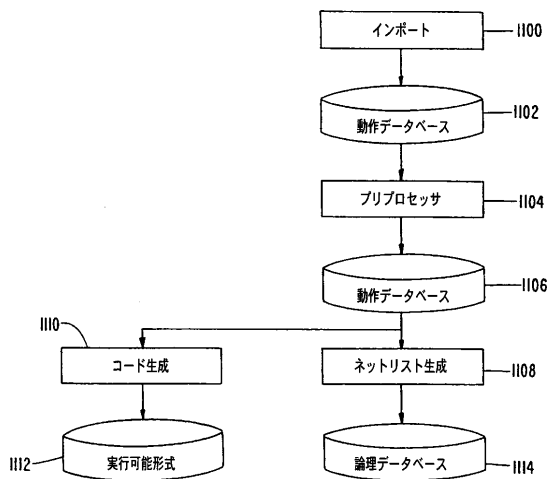 インポート
1100
動作データベース
1102
プリプロセッサ
1104
動作データベース
1106
1110
コード生成
ネットリスト生成
1108
1112
実行可能形式
論理データベース
1114